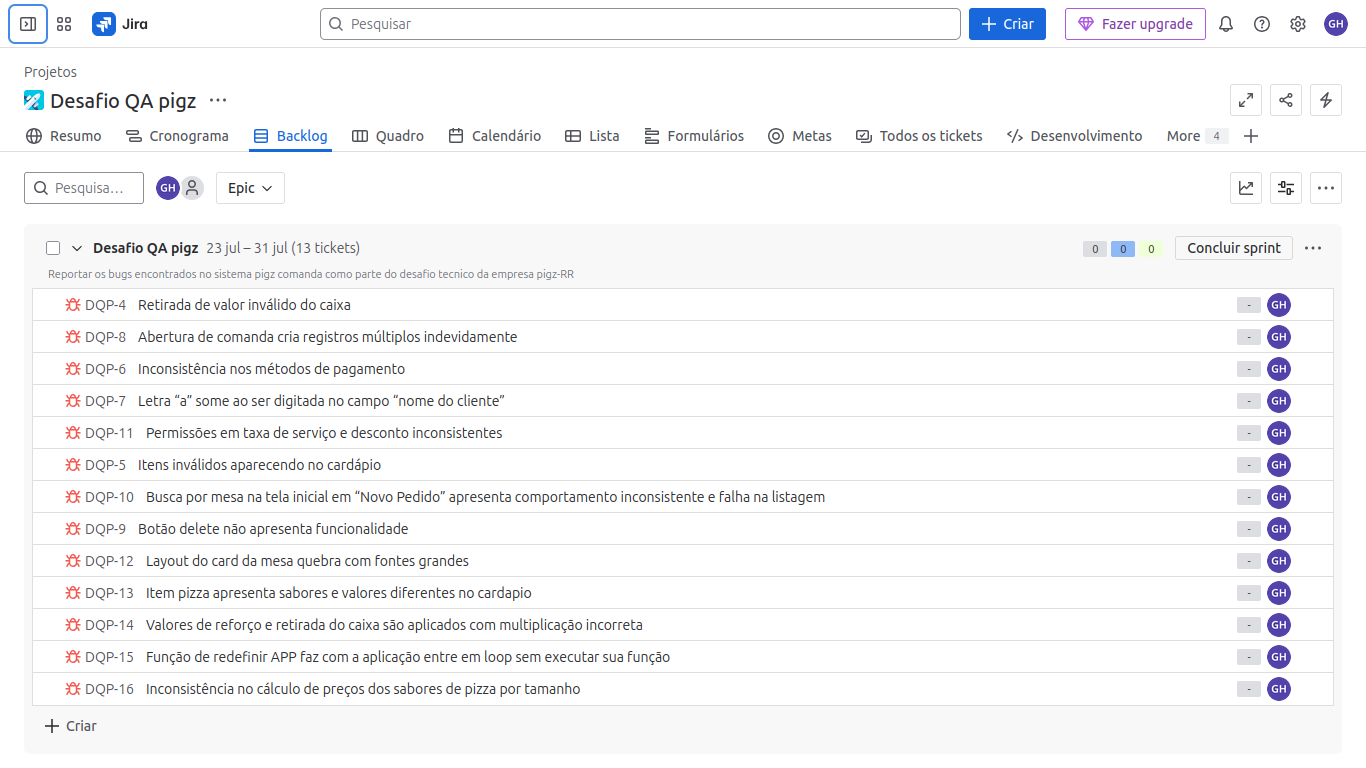 Jira
Pesquisar
Criar
Fazer upgrade
GH
Projetos
Desafio QA pigz
Resumo Cronograma Backlog Quadro Calendário Lista Formulários Metas Todos os tickets Desenvolvimento More 4
Pesquisa...
GH
Epic
Desafio QA pigz 23 jul – 31 jul (13 tickets) 0 0 0 Concluir sprint
Reportar os bugs encontrados no sistema pigz comanda como parte do desafio tecnico da empresa pigz-RR
DQP-4 Retirada de valor inválido do caixa - GH
DQP-8 Abertura de comanda cria registros múltiplos indevidamente - GH
DQP-6 Inconsistência nos métodos de pagamento - GH
DQP-7 Letra “a” some ao ser digitada no campo “nome do cliente” - GH
DQP-11 Permissões em taxa de serviço e desconto inconsistentes - GH
DQP-5 Itens inválidos aparecendo no cardápio - GH
DQP-10 Busca por mesa na tela inicial em “Novo Pedido” apresenta comportamento inconsistente e falha na listagem - GH
DQP-9 Botão delete não apresenta funcionalidade - GH
DQP-12 Layout do card da mesa quebra com fontes grandes - GH
DQP-13 Item pizza apresenta sabores e valores diferentes no cardapio - GH
DQP-14 Valores de reforço e retirada do caixa são aplicados com multiplicação incorreta - GH
DQP-15 Função de redefinir APP faz com a aplicação entre em loop sem executar sua função - GH
DQP-16 Inconsistência no cálculo de preços dos sabores de pizza por tamanho - GH
Criar